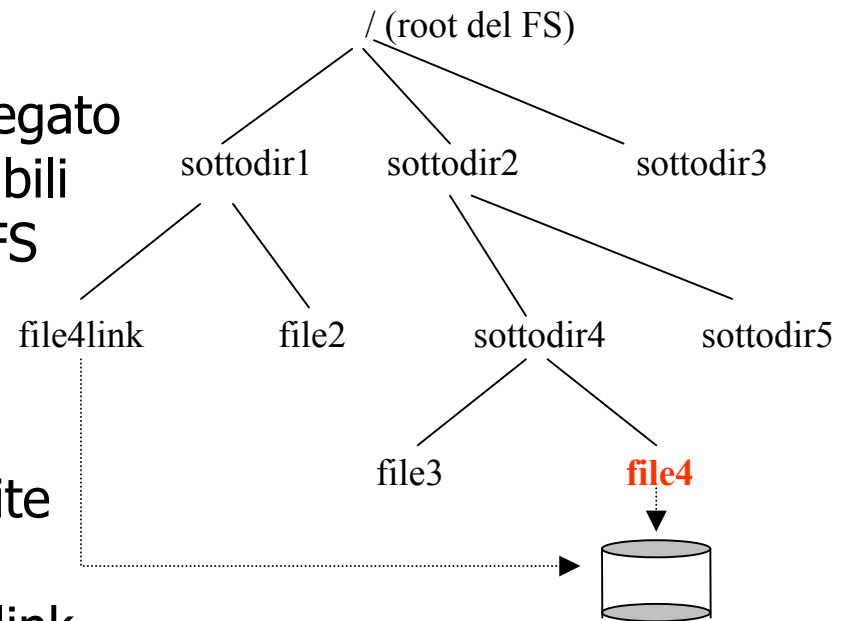 / (root del FS)
egato
sottodir1 sottodir2 sottodir3
bili
FS
file4link file2 sottodir4 sottodir5
file3 file4
ite
link